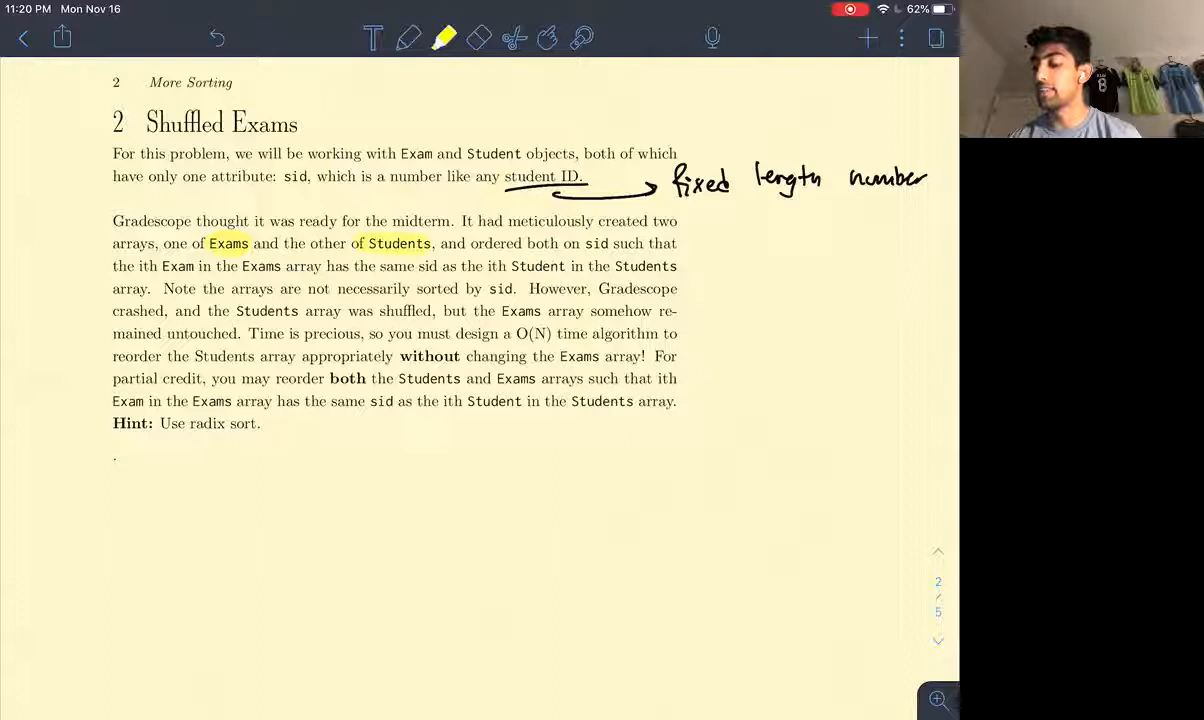 11:20 PM Mon Nov 16
62%
2 More Sorting
2 Shuffled Exams
For this problem, we will be working with Exam and Student objects, both of which
have only one attribute: sid, which is a number like any student ID.
fixed length number
Gradescope thought it was ready for the midterm. It had meticulously created two
arrays, one of Exams and the other of Students, and ordered both on sid such that
the ith Exam in the Exams array has the same sid as the ith Student in the Students
array. Note the arrays are not necessarily sorted by sid. However, Gradescope
crashed, and the Students array was shuffled, but the Exams array somehow re-
mained untouched. Time is precious, so you must design a O(N) time algorithm to
reorder the Students array appropriately without changing the Exams array! For
partial credit, you may reorder both the Students and Exams arrays such that ith
Exam in the Exams array has the same sid as the ith Student in the Students array.
Hint: Use radix sort.
.
2
/
5